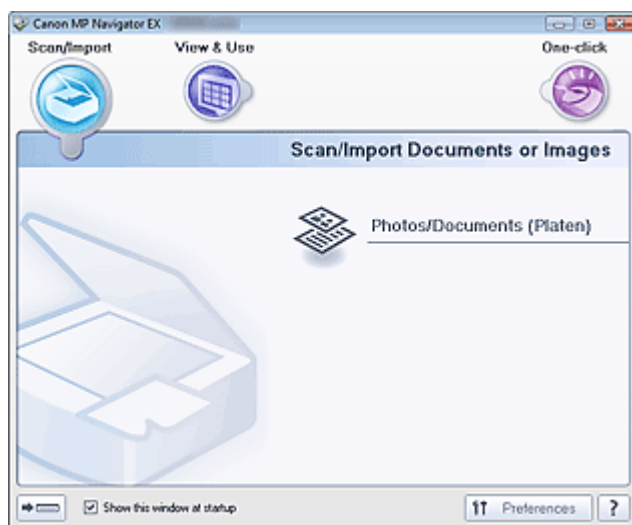 Canon MP Navigator EX
Scan/Import View & Use One-click
Scan/Import Documents or Images
Photos/Documents (Platen)
Show this window at startup
Preferences ?